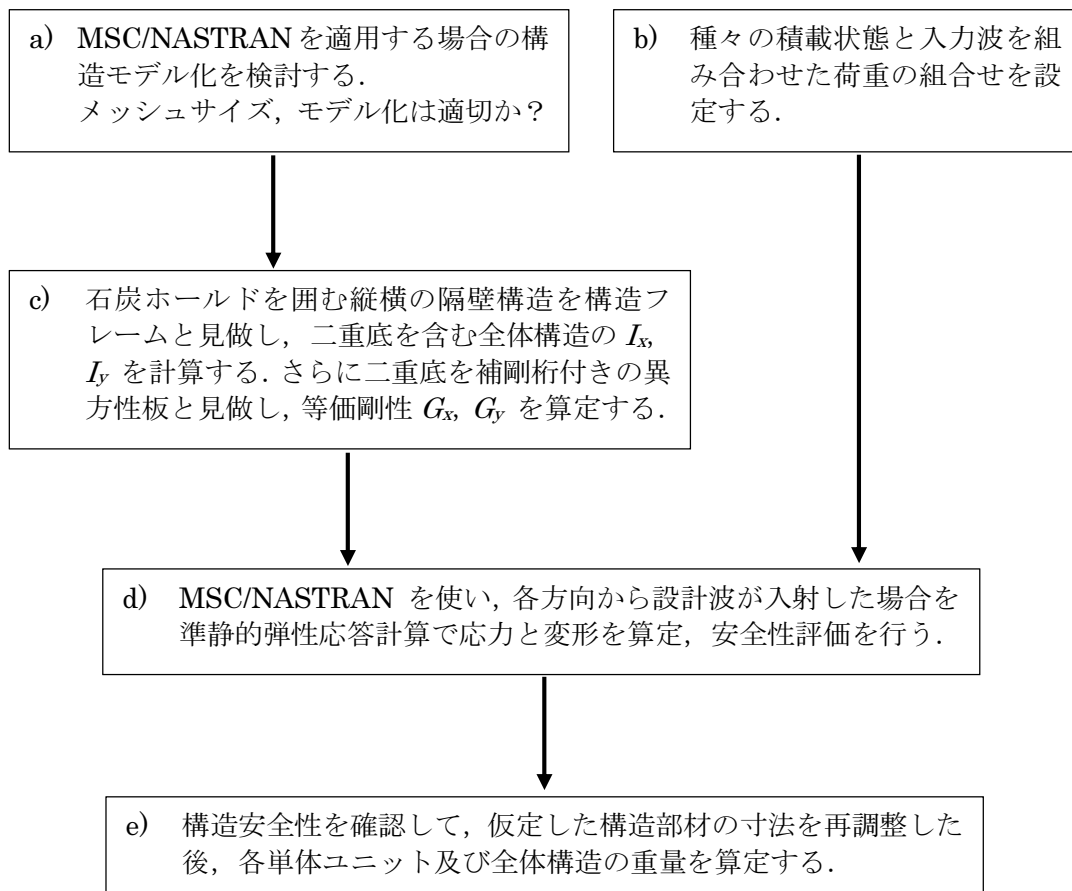 a) MSC/NASTRANを適用する場合の構
造モデル化を検討する.
メッシュサイズ, モデル化は適切か?
b) 種々の積載状態と入力波を組
み合わせた荷重の組合せを設
定する.
c) 石炭ホールドを囲む縦横の隔壁構造を構造フ
レームと見做し, 二重底を含む全体構造の Ix,
Iy を計算する. さらに二重底を補剛桁付きの異
方性板と見做し, 等価剛性 Gx, Gy を算定する.
d) MSC/NASTRAN を使い, 各方向から設計波が入射した場合を
準静的弾性応答計算で応力と変形を算定, 安全性評価を行う.
e) 構造安全性を確認して, 仮定した構造部材の寸法を再調整した
後, 各単体ユニット及び全体構造の重量を算定する.